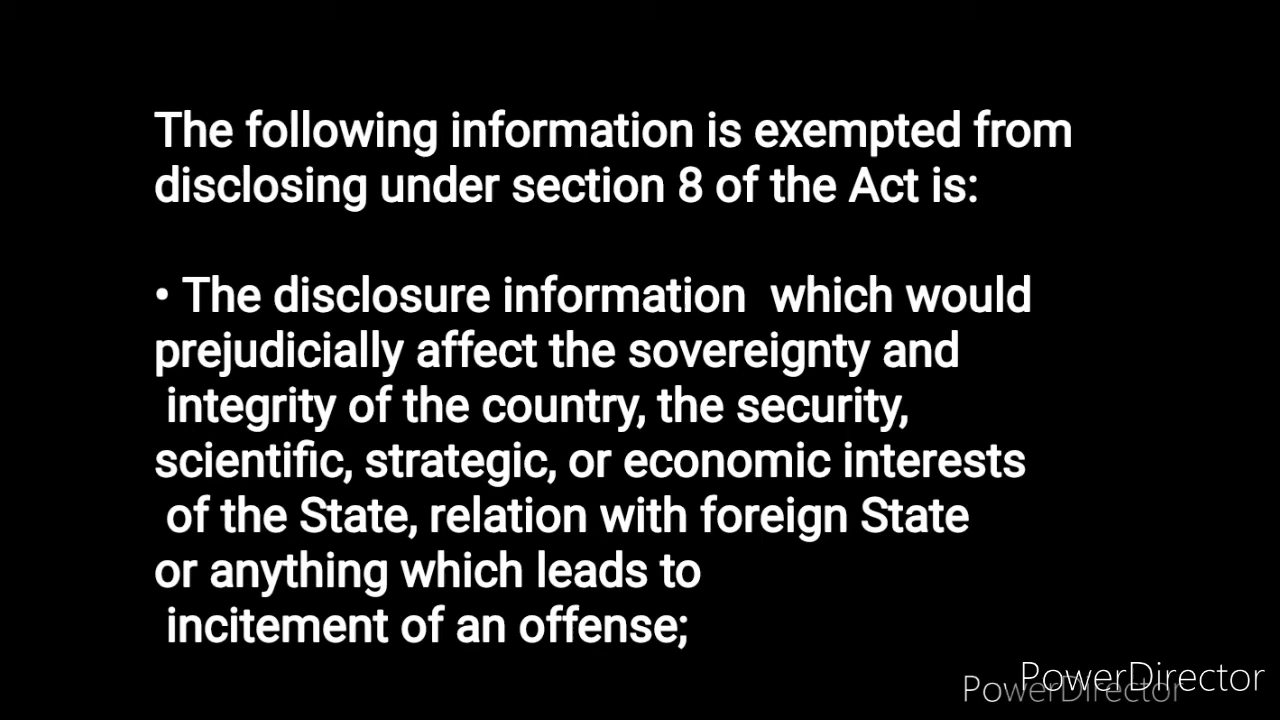 The following information is exempted from
disclosing under section 8 of the Act is:
• The disclosure information which would
prejudicially affect the sovereignty and
integrity of the country, the security,
scientific, strategic, or economic interests
of the State, relation with foreign State
or anything which leads to
incitement of an offense;
PowerDirector
PowerDirector